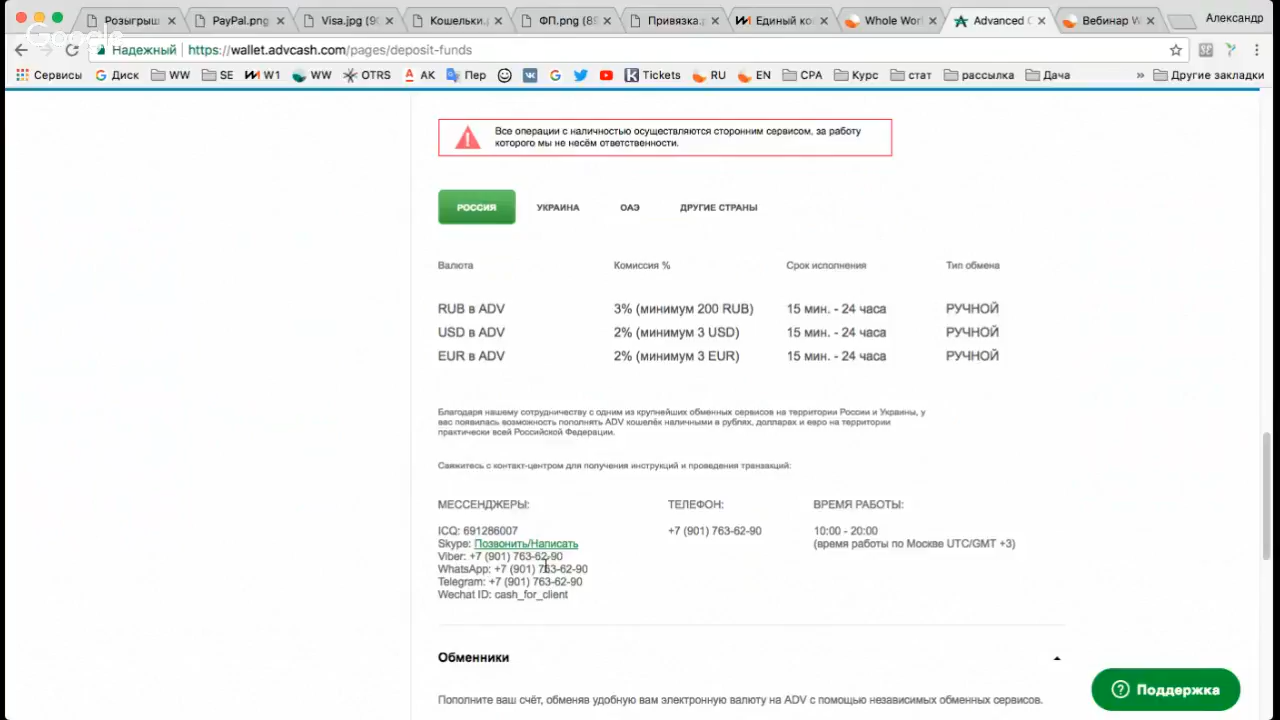 Розыгрыш
PayPal.png
Visa.jpg (9
Кошельки.
ФП.png (8
Привязка.
Единый ко
Whole Worl
Advanced C
Вебинар W
Александр
Google
Надежный https://wallet.advcash.com/pages/deposit-funds
Сервисы Диск WW SE W1 WW OTRS АК Пер Tickets RU EN СРА Курс стат рассылка Дача » Другие закладки
Все операции с наличностью осуществляются сторонним сервисом, за работу
которого мы не несём ответственности.
РОССИЯ УКРАИНА ОАЭ ДРУГИЕ СТРАНЫ
Валюта Комиссия % Срок исполнения Тип обмена
RUB в ADV 3% (минимум 200 RUB) 15 мин. - 24 часа РУЧНОЙ
USD в ADV 2% (минимум 3 USD) 15 мин. - 24 часа РУЧНОЙ
EUR в ADV 2% (минимум 3 EUR) 15 мин. - 24 часа РУЧНОЙ
Благодаря нашему сотрудничеству с одним из крупнейших обменных сервисов на территории России и Украины, у
вас появилась возможность пополнять ADV кошелёк наличными в рублях, долларах и евро на территории
практически всей Российской Федерации.
Свяжитесь с контакт-центром для получения инструкций и проведения транзакций:
МЕССЕНДЖЕРЫ: ТЕЛЕФОН: ВРЕМЯ РАБОТЫ:
ICQ: 691286007 +7 (901) 763-62-90 10:00 - 20:00
Skype: Позвонить/Написать (время работы по Москве UTC/GMT +3)
Viber: +7 (901) 763-62-90
WhatsApp: +7 (901) 763-62-90
Telegram: +7 (901) 763-62-90
Wechat ID: cash_for_client
Обменники
Пополните ваш счёт, обменяв удобную вам электронную валюту на ADV с помощью независимых обменных сервисов.
Поддержка